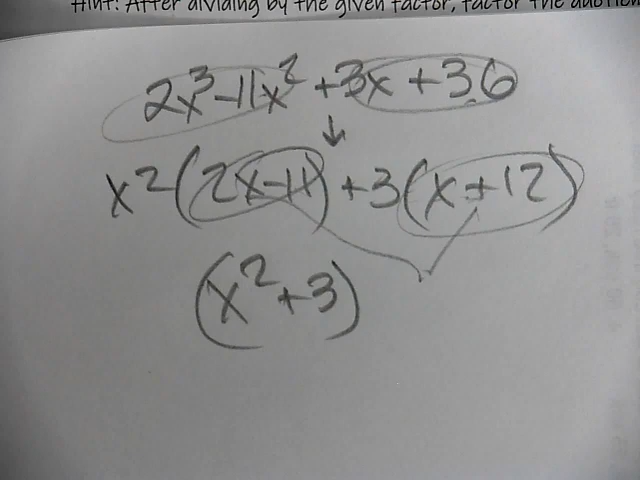 Hint: After dividing by the given factor, factor the
2x³-11x²+3x+36
↓
x²(2x-11)+3(x+12)
(x²+3)